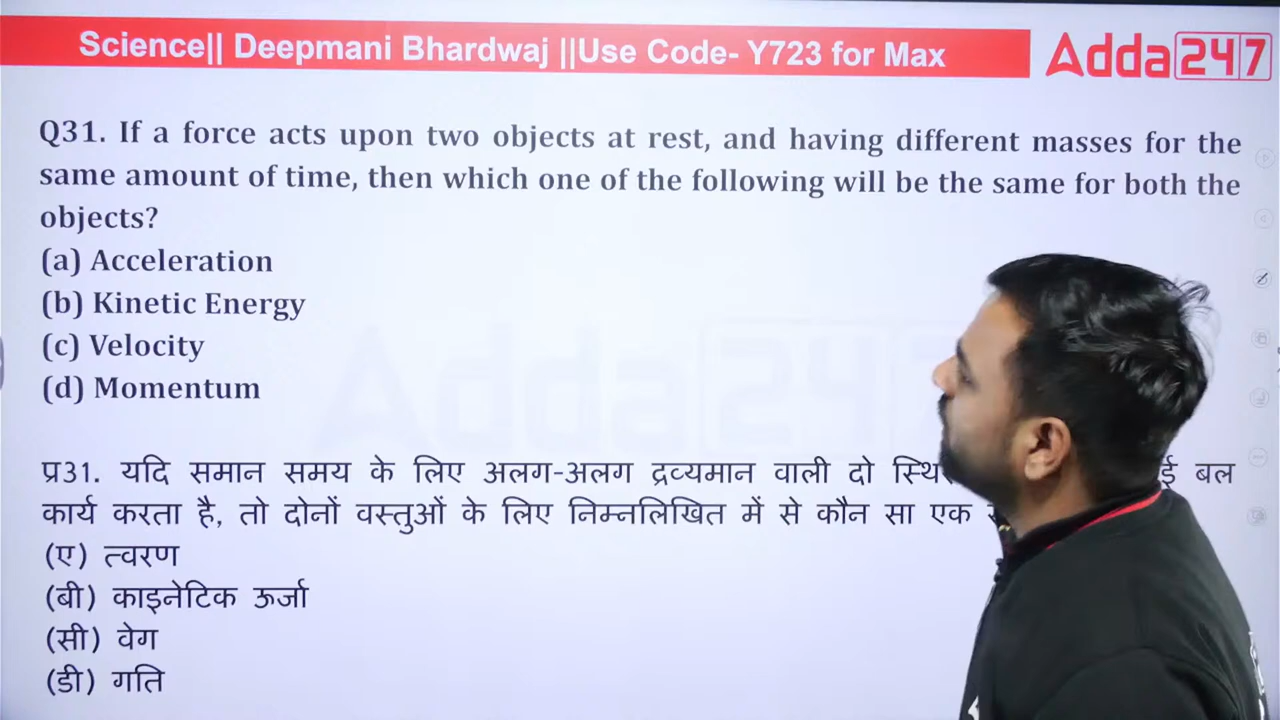 Science|| Deepmani Bhardwaj ||Use Code- Y723 for Max
Adda247
Q31. If a force acts upon two objects at rest, and having different masses for the
same amount of time, then which one of the following will be the same for both the
objects?
(a) Acceleration
(b) Kinetic Energy
(c) Velocity
(d) Momentum
प्र31. यदि समान समय के लिए अलग-अलग द्रव्यमान वाली दो बल
कार्य करता है, तो दोनों वस्तुओं के लिए निम्नलिखित में से कौन सा एक
(ए) त्वरण
(बी) काइनेटिक ऊर्जा
(सी) वेग
(डी) गति